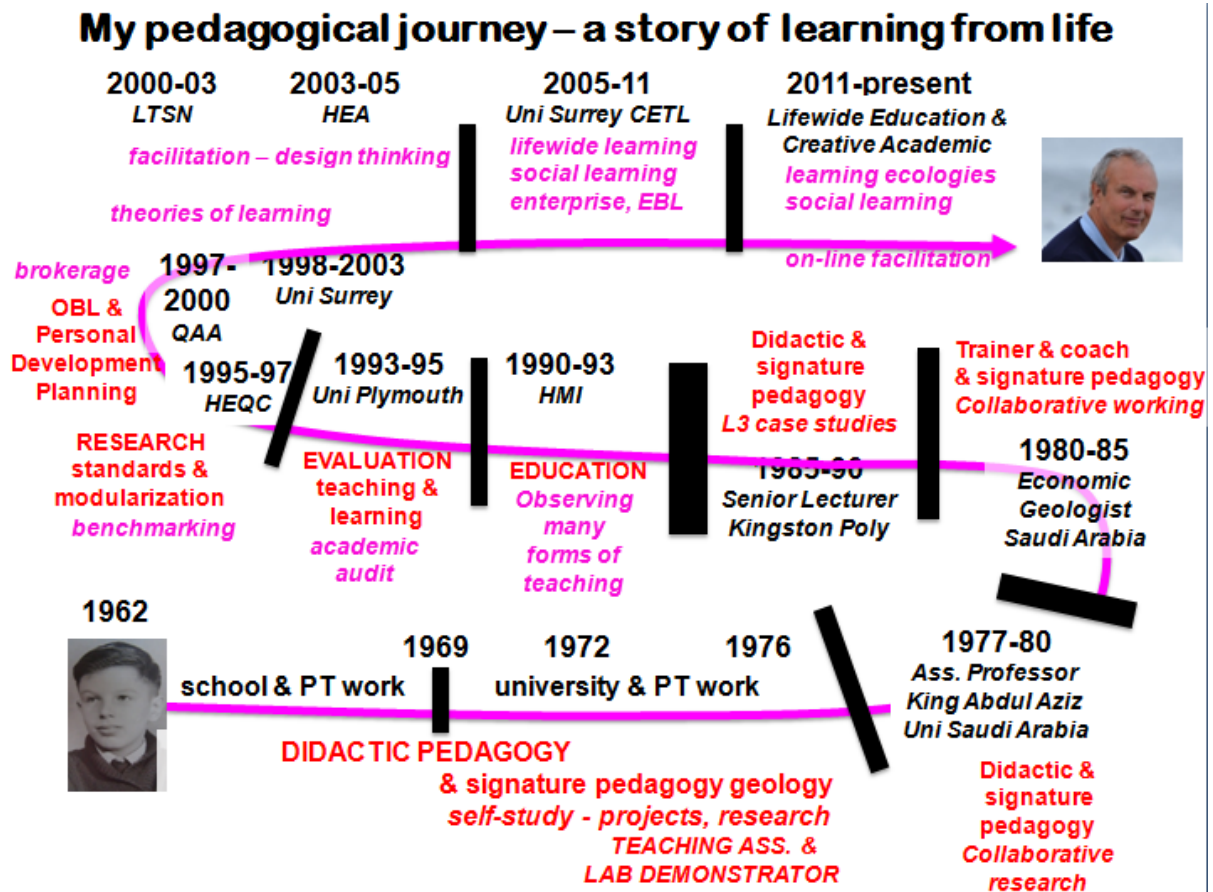 My pedagogical journey – a story of learning from life
2000-03
LTSN
2003-05
HEA
facilitation – design thinking
theories of learning
2005-11
Uni Surrey CETL
lifewide learning
social learning
enterprise, EBL
2011-present
Lifewide Education &
Creative Academic
learning ecologies
social learning
on-line facilitation
brokerage
OBL &
Personal
Development
Planning
1997-
2000
QAA
1998-2003
Uni Surrey
1995-97
HEQC
RESEARCH
standards &
modularization
benchmarking
1993-95
Uni Plymouth
EVALUATION
teaching &
learning
academic
audit
1990-93
HMI
EDUCATION
Observing
many
forms of
teaching
Didactic &
signature
pedagogy
L3 case studies
1985-90
Senior Lecturer
Kingston Poly
Trainer & coach
& signature pedagogy
Collaborative working
1980-85
Economic
Geologist
Saudi Arabia
1962
school & PT work
1969
1972
1976
university & PT work
DIDACTIC PEDAGOGY
& signature pedagogy geology
self-study - projects, research
TEACHING ASS. &
LAB DEMONSTRATOR
1977-80
Ass. Professor
King Abdul Aziz
Uni Saudi Arabia
Didactic &
signature
pedagogy
Collaborative
research